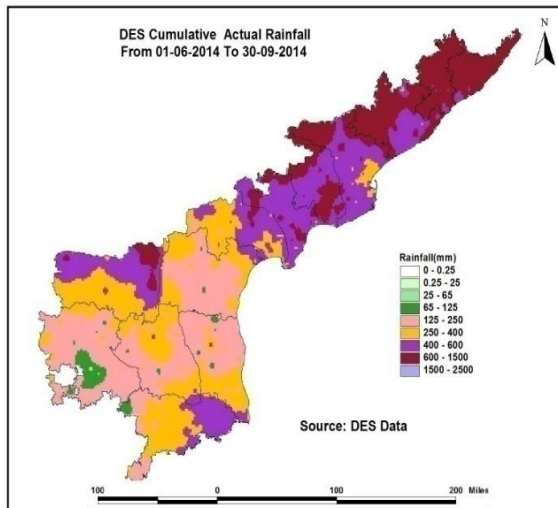 DES Cumulative Actual Rainfall
From 01-06-2014 To 30-09-2014
N
Rainfall(mm)
0 - 0.25
0.25 - 25
25 - 65
65 - 125
125 - 250
250 - 400
400 - 600
600 - 1500
1500 - 2500
Source: DES Data
100 0 100 200 Miles